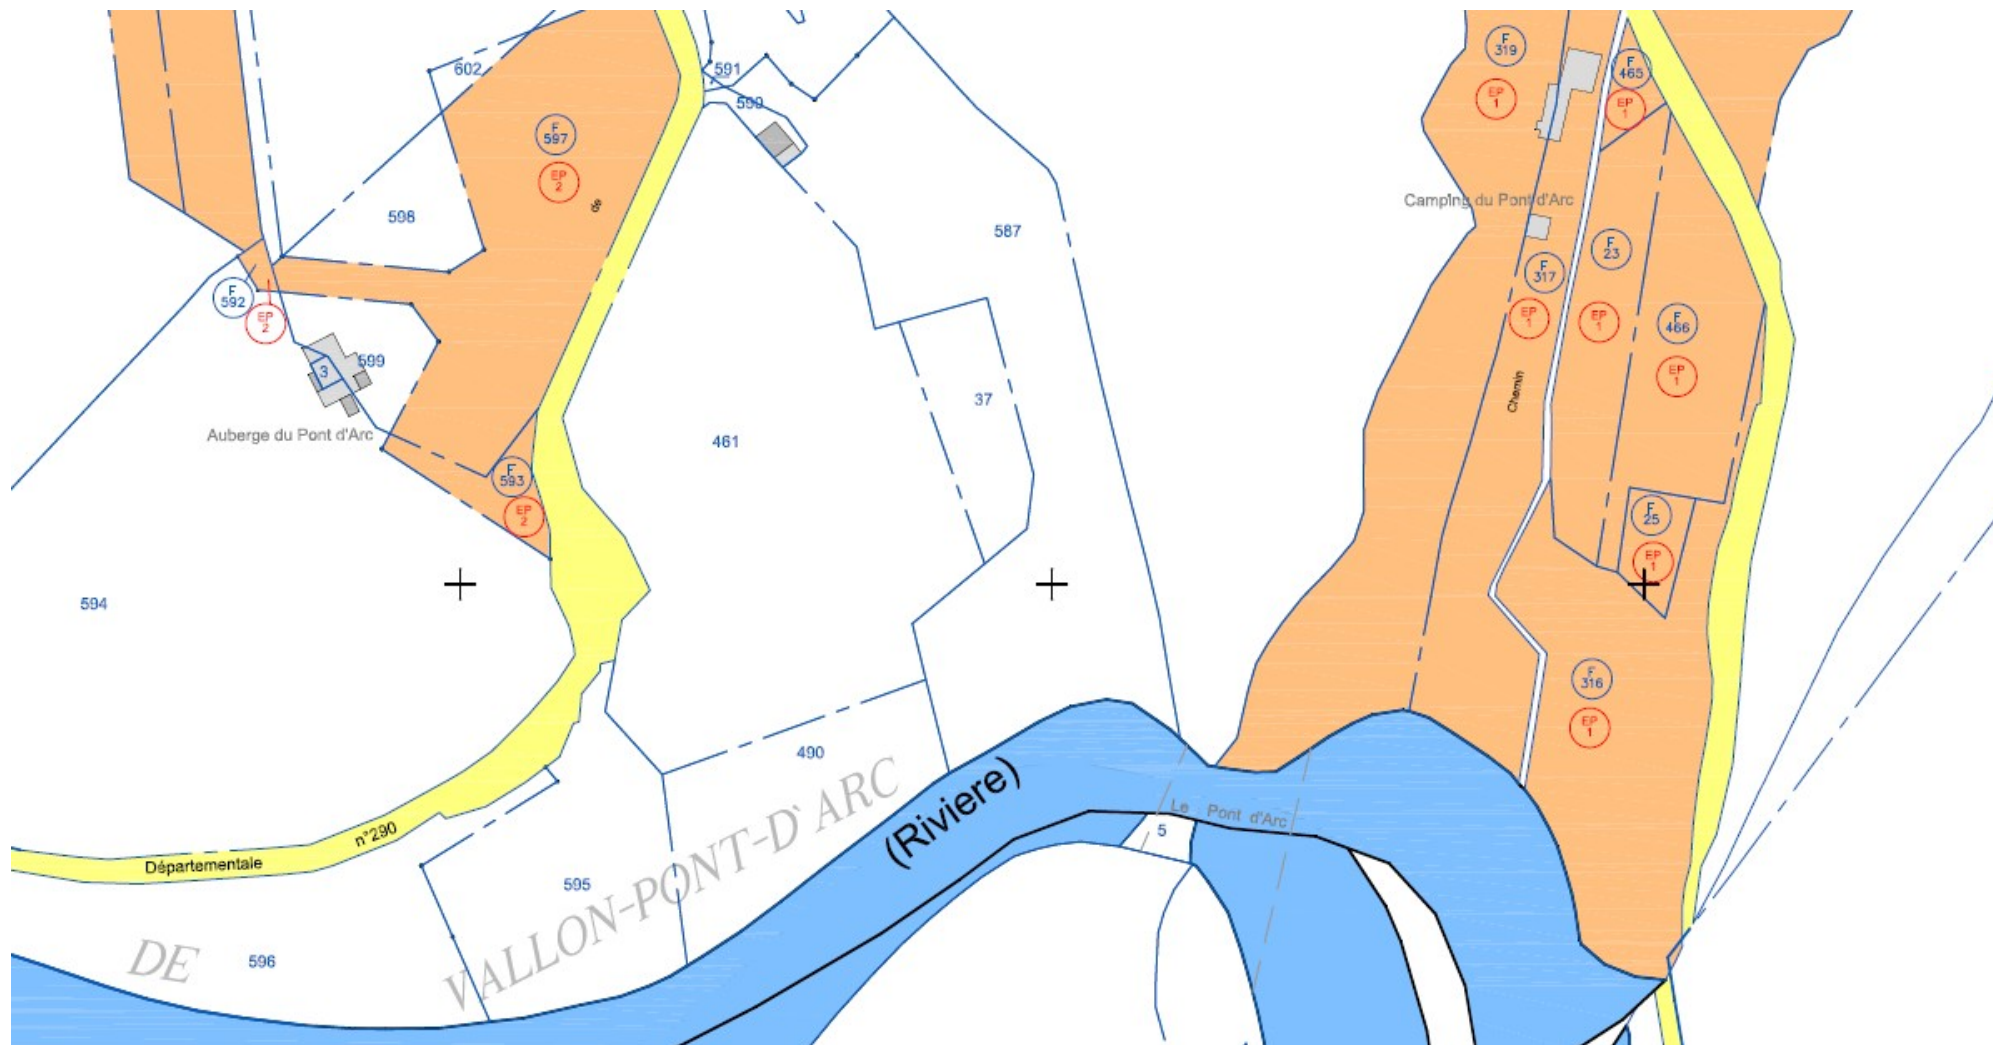 F
319
591
602
F
465
EP
1
559
EP
1
F
597
EP
2
de
Camping du Pont d'Arc
598
587
F
23
F
317
F
592
EP
2
EP
1
EP
1
F
466
599
3
EP
1
Chemin
37
Auberge du Pont d'Arc
461
F
593
EP
2
F
25
EP
1
594
F
316
EP
1
490
(Riviere)
Le Pont d'Arc
5
n°290
Départementale
595
DE
VALLON-PONT-D`ARC
596